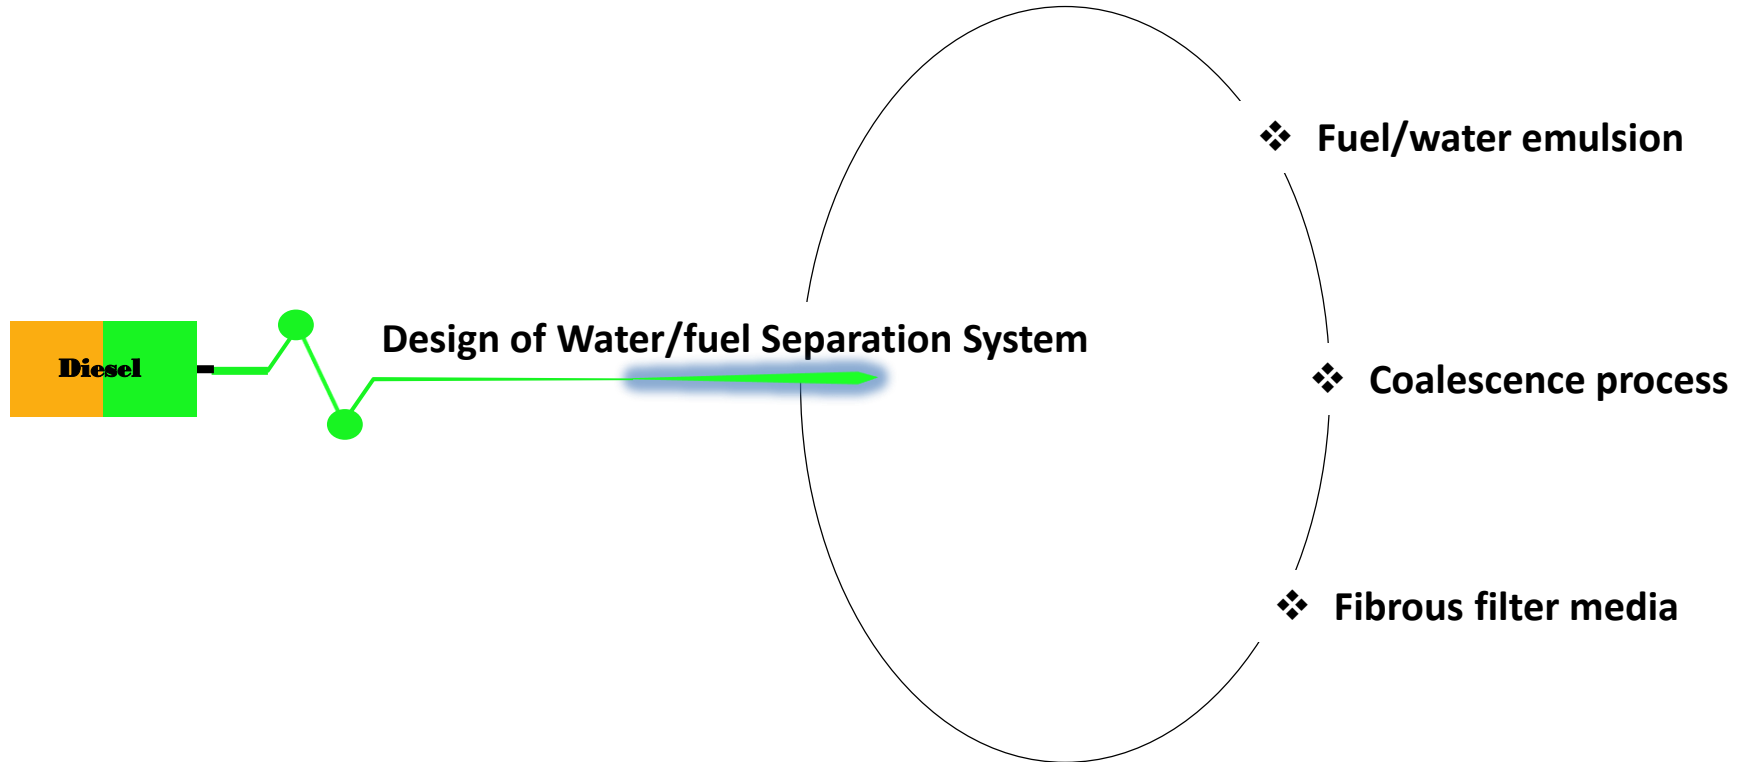 Fuel/water emulsion
Design of Water/fuel Separation System
Diesel
Coalescence process
Fibrous filter media